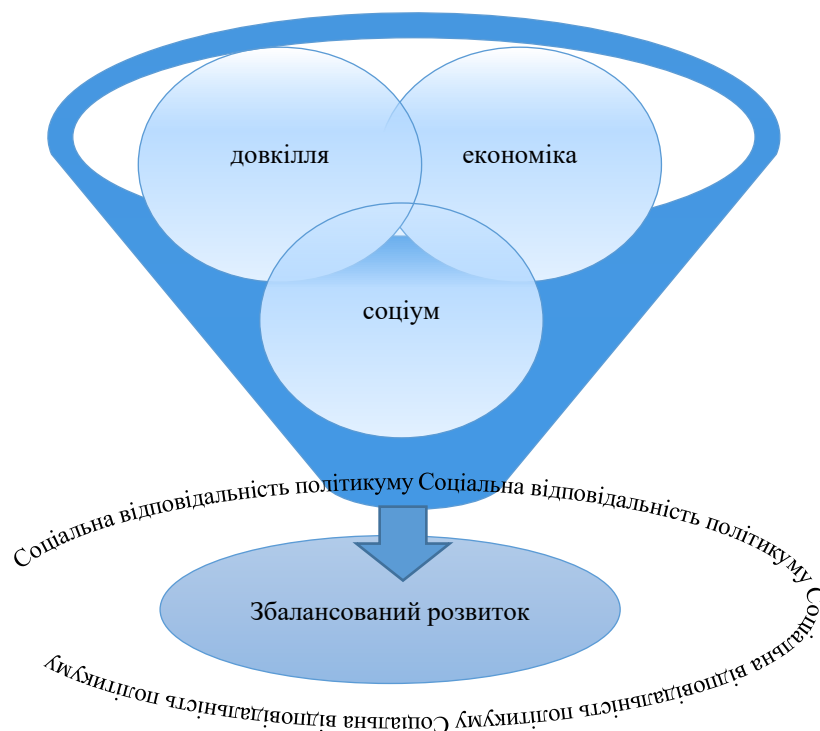 довкілля
економіка
соціум
Соціальна відповідальність політикуму Соціальна відповідальність політикуму Соціальна відповідальність політикуму Соціальна відповідальність політикуму
Збалансований розвиток